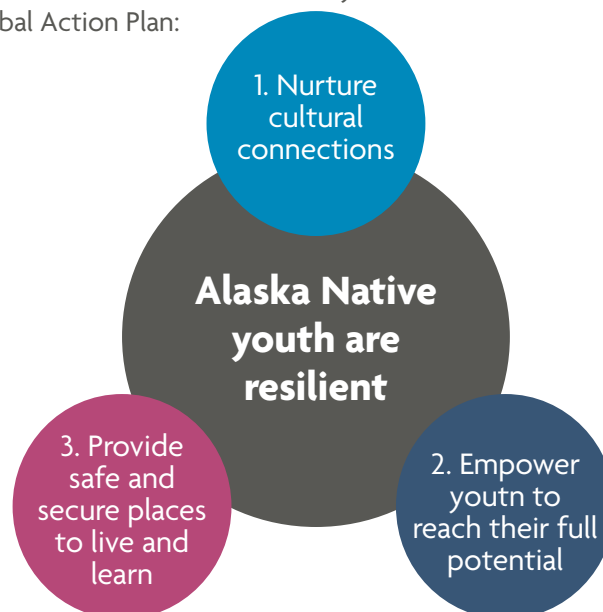 bal Action Plan:
1. Nurture
cultural
connections
Alaska Native
youth are
resilient
3. Provide
safe and
secure places
to live and
learn
2. Empower
youtn to
reach their full
potential